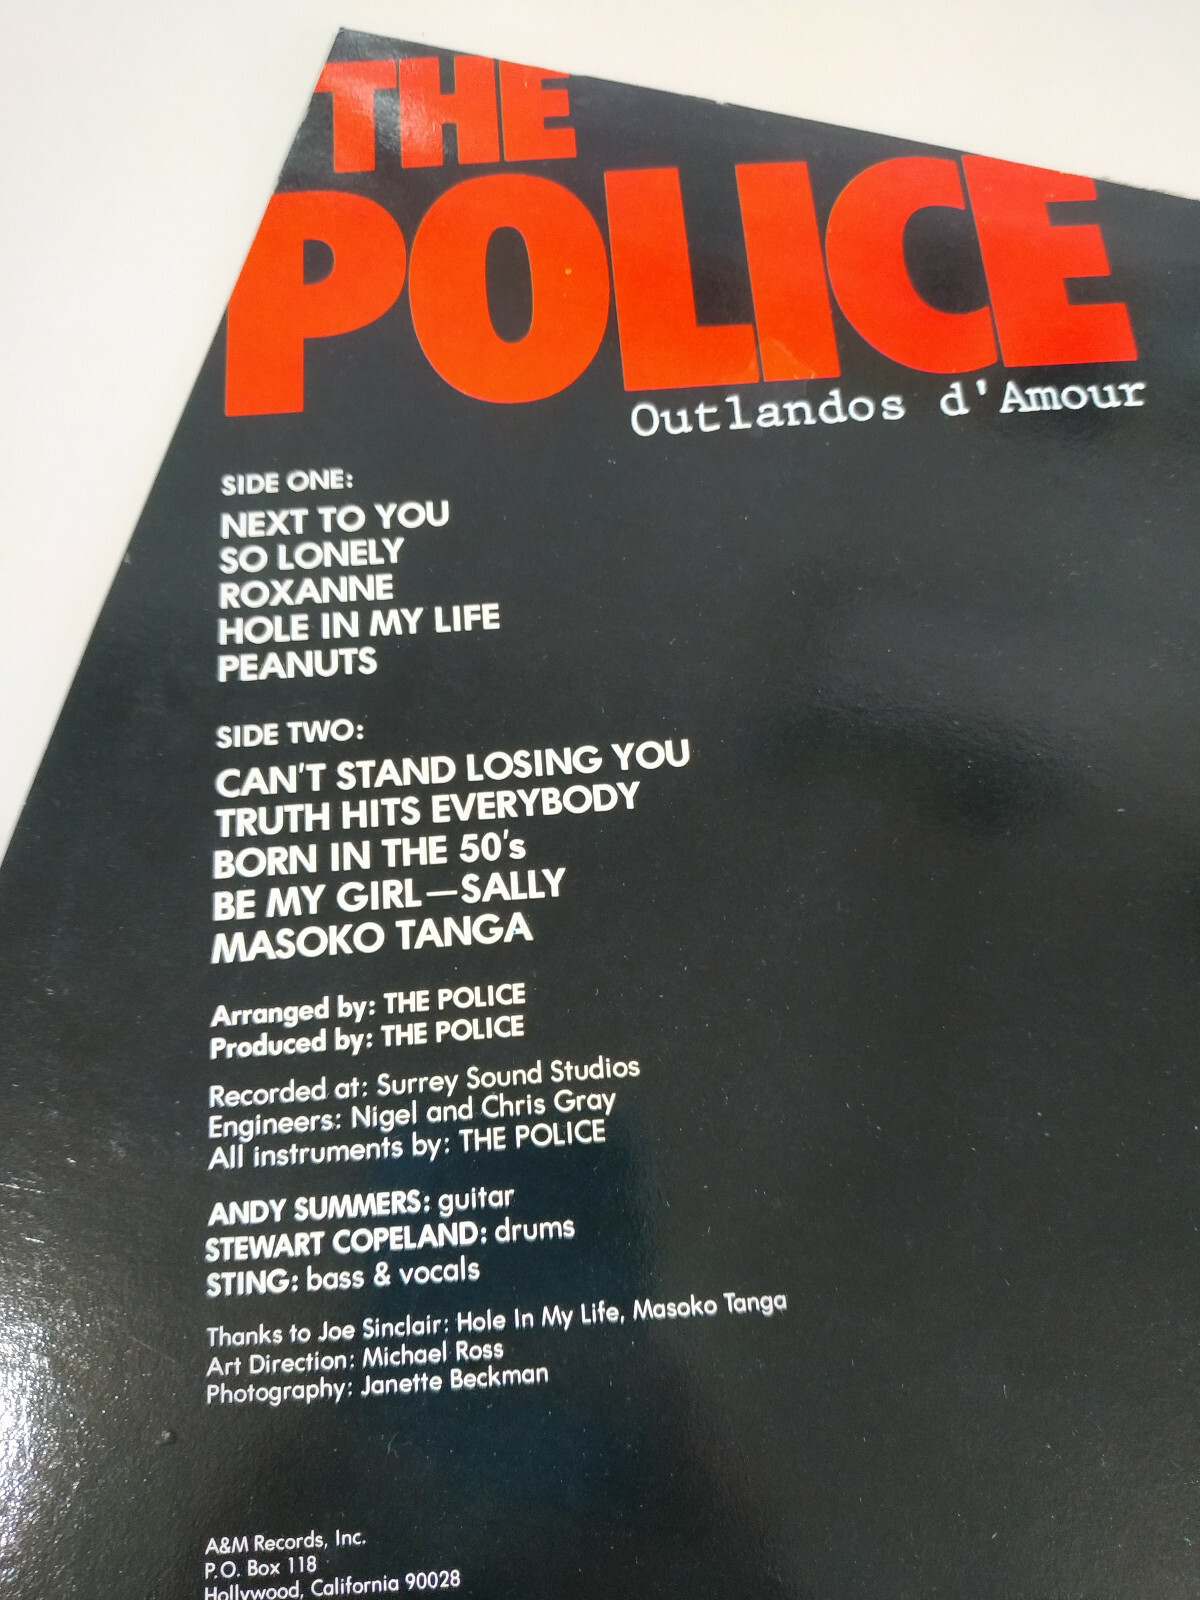 THE
POLICE
Outlandos d'Amour
SIDE ONE:
NEXT TO YOU
SO LONELY
ROXANNE
HOLE IN MY LIFE
PEANUTS
SIDE TWO:
CAN'T STAND LOSING YOU
TRUTH HITS EVERYBODY
BORN IN THE 50's
BE MY GIRL—SALLY
MASOKO TANGA
Arranged by: THE POLICE
Produced by: THE POLICE
Recorded at: Surrey Sound Studios
Engineers: Nigel and Chris Gray
All instruments by: THE POLICE
ANDY SUMMERS: guitar
STEWART COPELAND: drums
STING: bass & vocals
Thanks to Joe Sinclair: Hole In My Life, Masoko Tanga
Art Direction: Michael Ross
Photography: Janette Beckman
A&M Records, Inc.
P.O. Box 118
Hollywood, California 90028